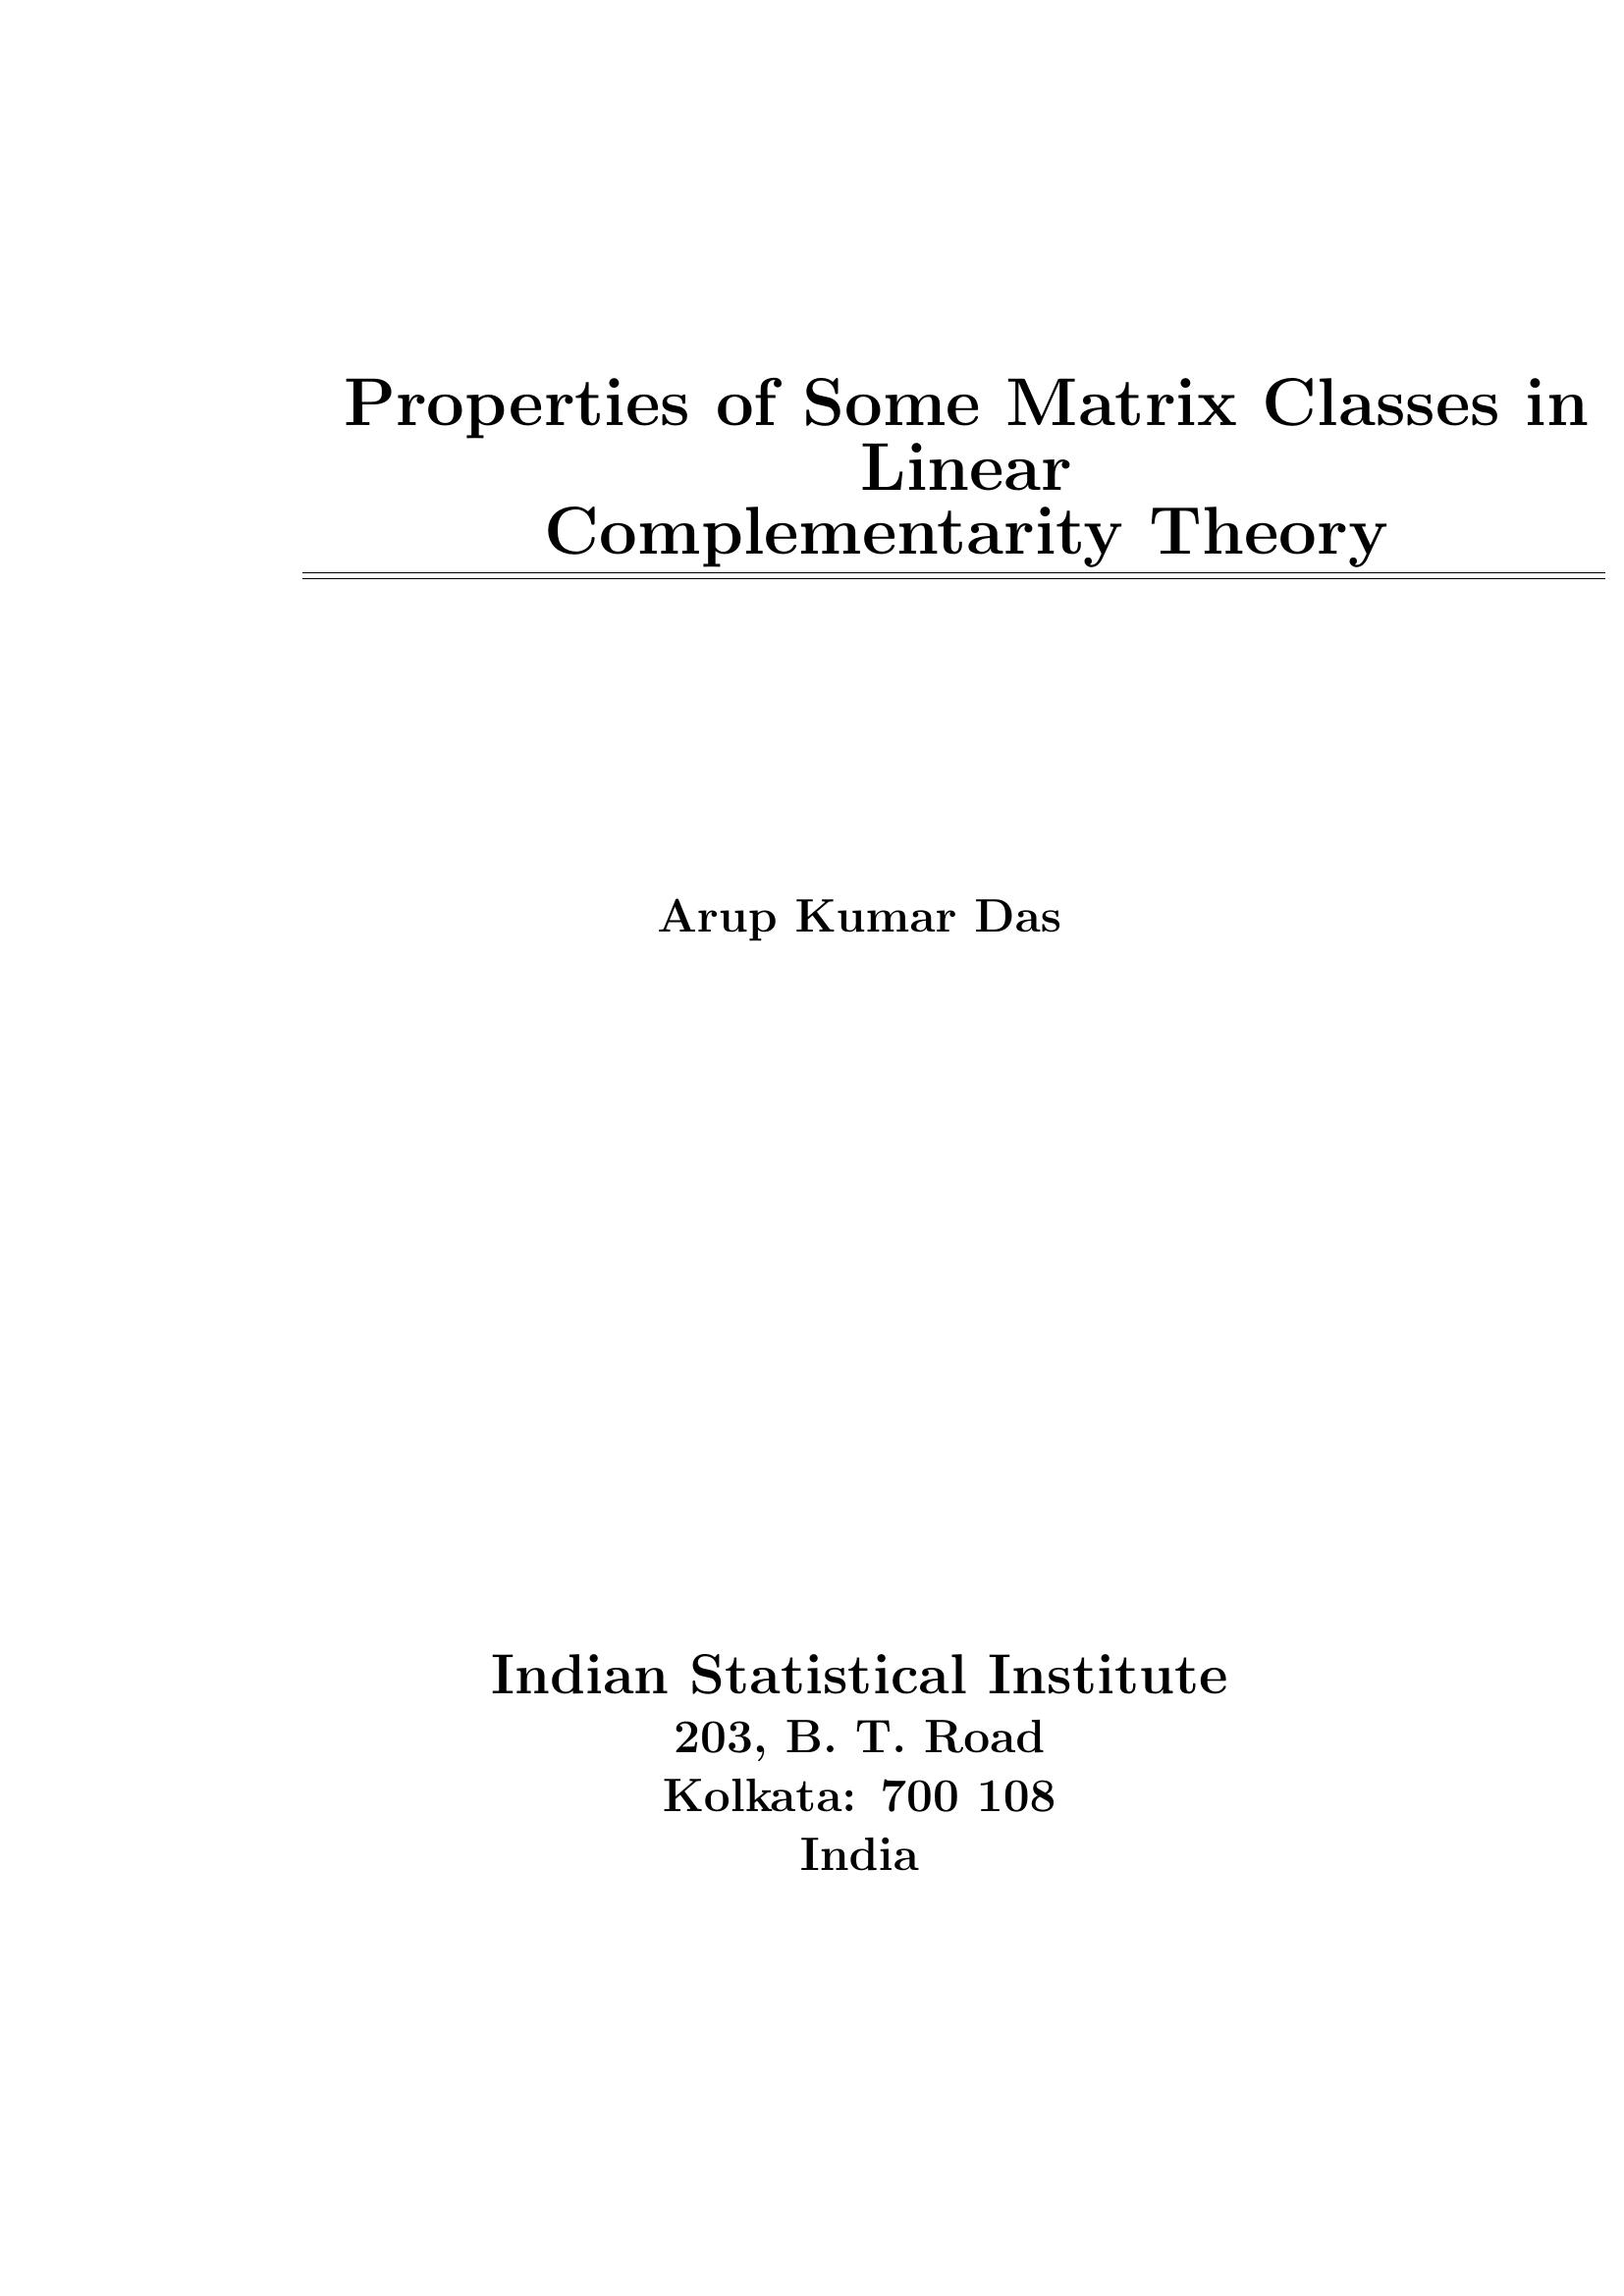 Properties of Some Matrix Classes in
Linear
Complementarity Theory
Arup Kumar Das
Indian Statistical Institute
203, B. T. Road
Kolkata: 700 108
India